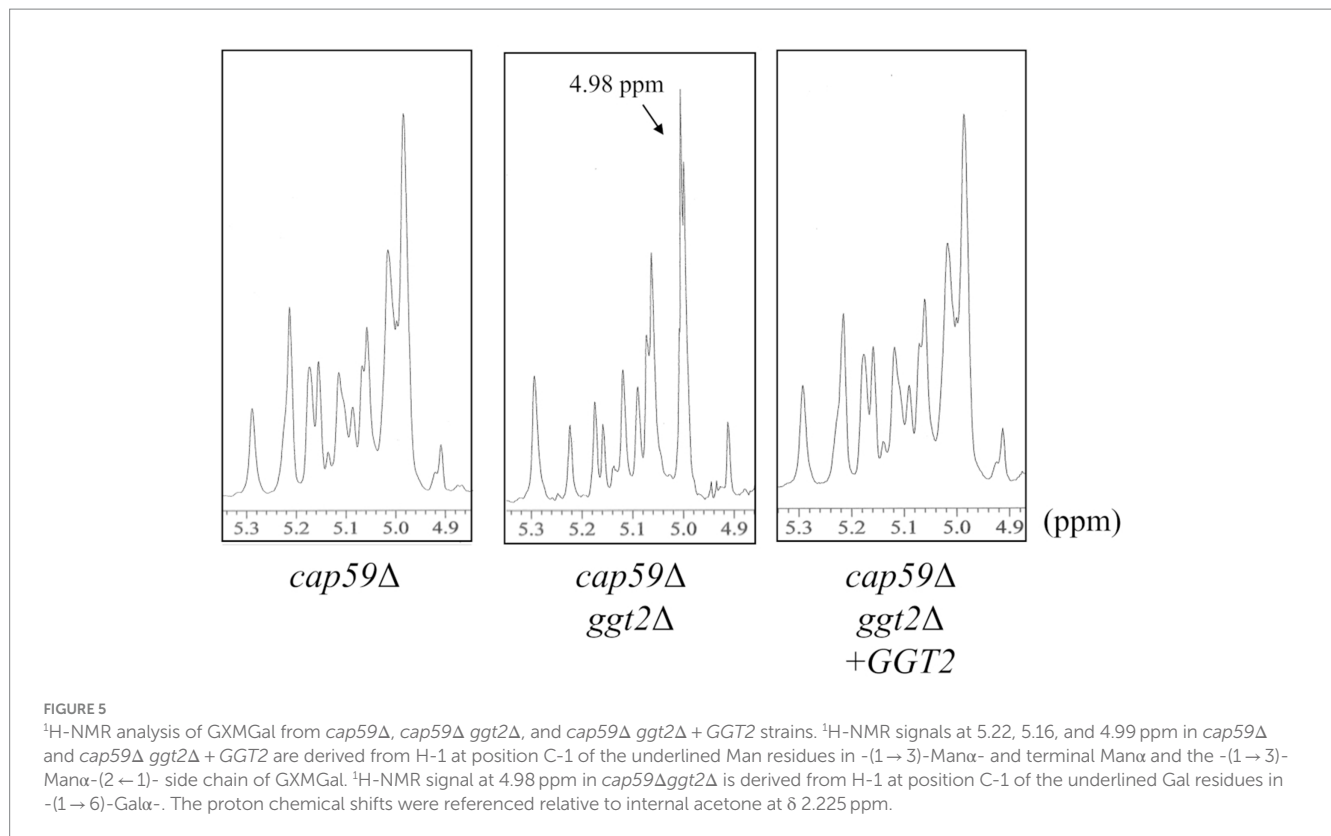 4.98 ppm
5.3 5.2 5.1 5.0 4.9
5.3 5.2 5.1 5.0 4.9
5.3 5.2 5.1 5.0 4.9
(ppm)
cap59Δ
cap59Δ
ggt2Δ
cap59Δ
ggt2Δ
+GGT2
FIGURE 5
¹H-NMR analysis of GXMGal from cap59Δ, cap59Δ ggt2Δ, and cap59Δ ggt2Δ + GGT2 strains. ¹H-NMR signals at 5.22, 5.16, and 4.99 ppm in cap59Δ
and cap59Δ ggt2Δ + GGT2 are derived from H-1 at position C-1 of the underlined Man residues in -(1→3)-Manα- and terminal Manα and the -(1→3)-
Manα-(2←1)- side chain of GXMGal. ¹H-NMR signal at 4.98 ppm in cap59Δggt2Δ is derived from H-1 at position C-1 of the underlined Gal residues in
-(1→6)-Galα-. The proton chemical shifts were referenced relative to internal acetone at δ 2.225 ppm.